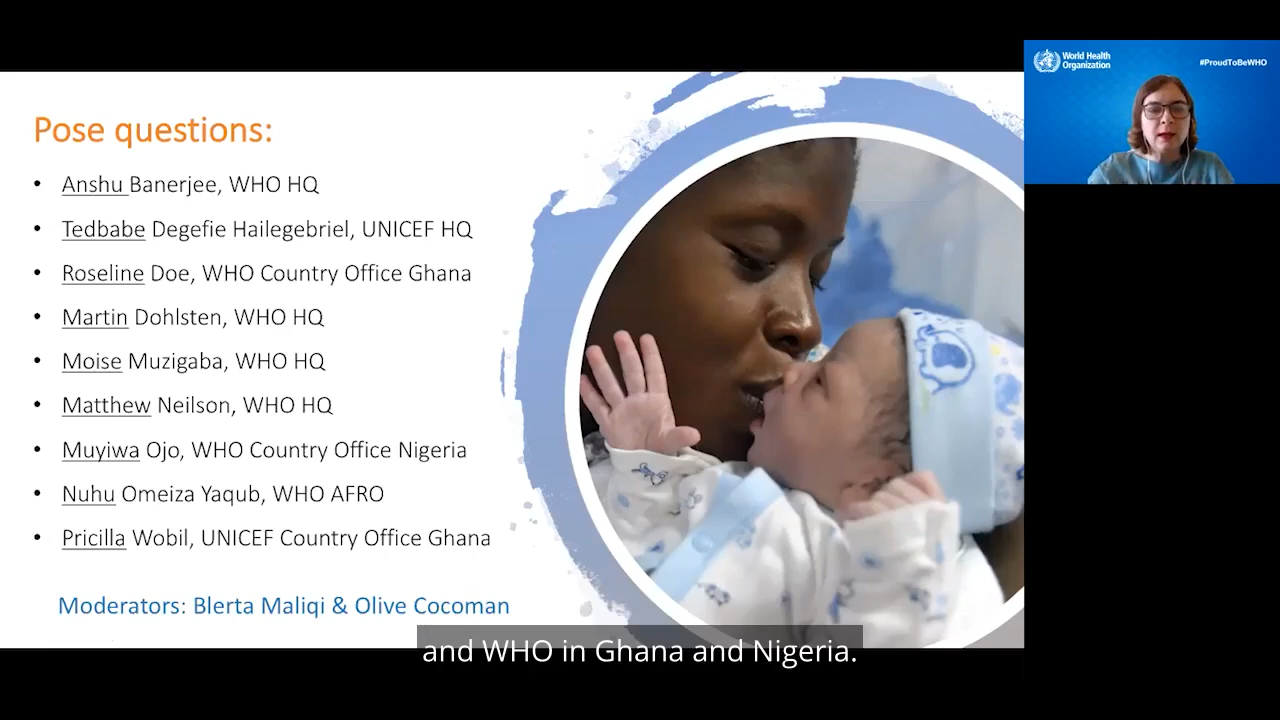 World Health
Organization
#ProudToBeWHO
Pose questions:
• Anshu Banerjee, WHO HQ
• Tedbabe Degefie Hailegebriel, UNICEF HQ
• Roseline Doe, WHO Country Office Ghana
• Martin Dohlsten, WHO HQ
• Moise Muzigaba, WHO HQ
• Matthew Neilson, WHO HQ
• Muyiwa Ojo, WHO Country Office Nigeria
• Nuhu Omeiza Yaqub, WHO AFRO
• Pricilla Wobil, UNICEF Country Office Ghana
Moderators: Blerta Maliqi & Olive Cocoman
and WHO in Ghana and Nigeria.